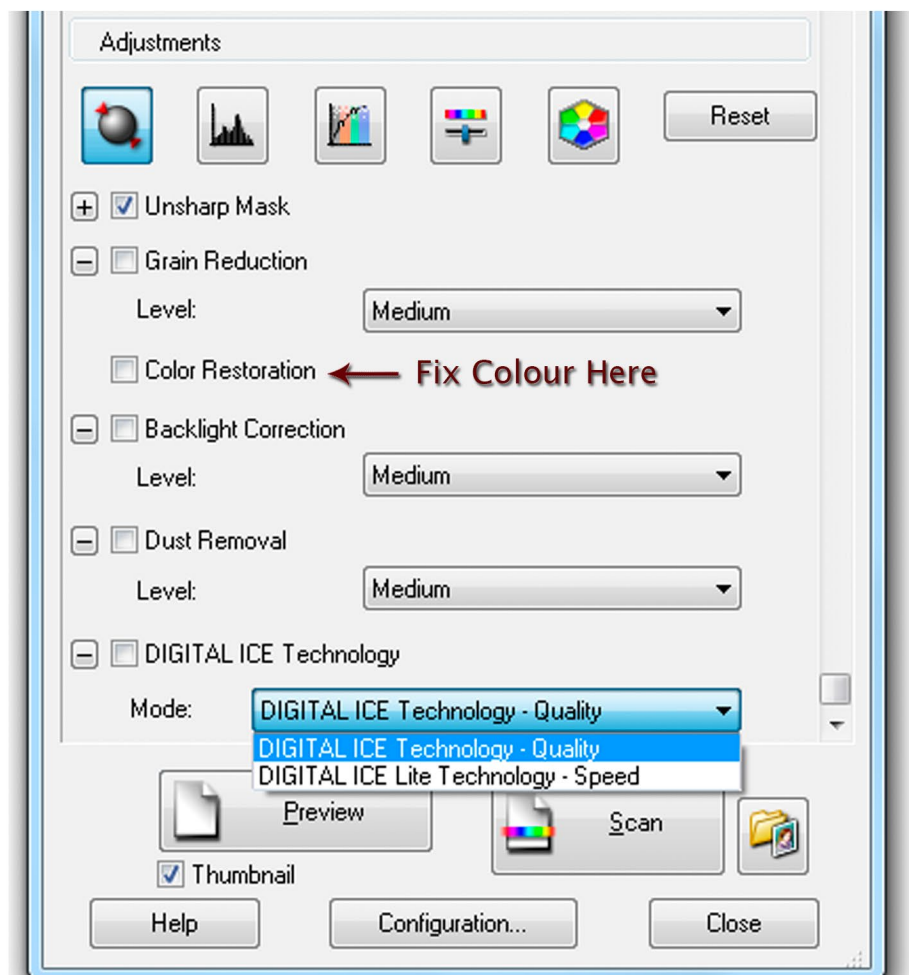 Adjustments
Reset
Unsharp Mask
Grain Reduction
Level: Medium
Color Restoration Fix Colour Here
Backlight Correction
Level: Medium
Dust Removal
Level: Medium
DIGITAL ICE Technology
Mode: DIGITAL ICE Technology - Quality
DIGITAL ICE Technology - Quality
DIGITAL ICE Lite Technology - Speed
Preview Scan
Thumbnail
Help Configuration... Close